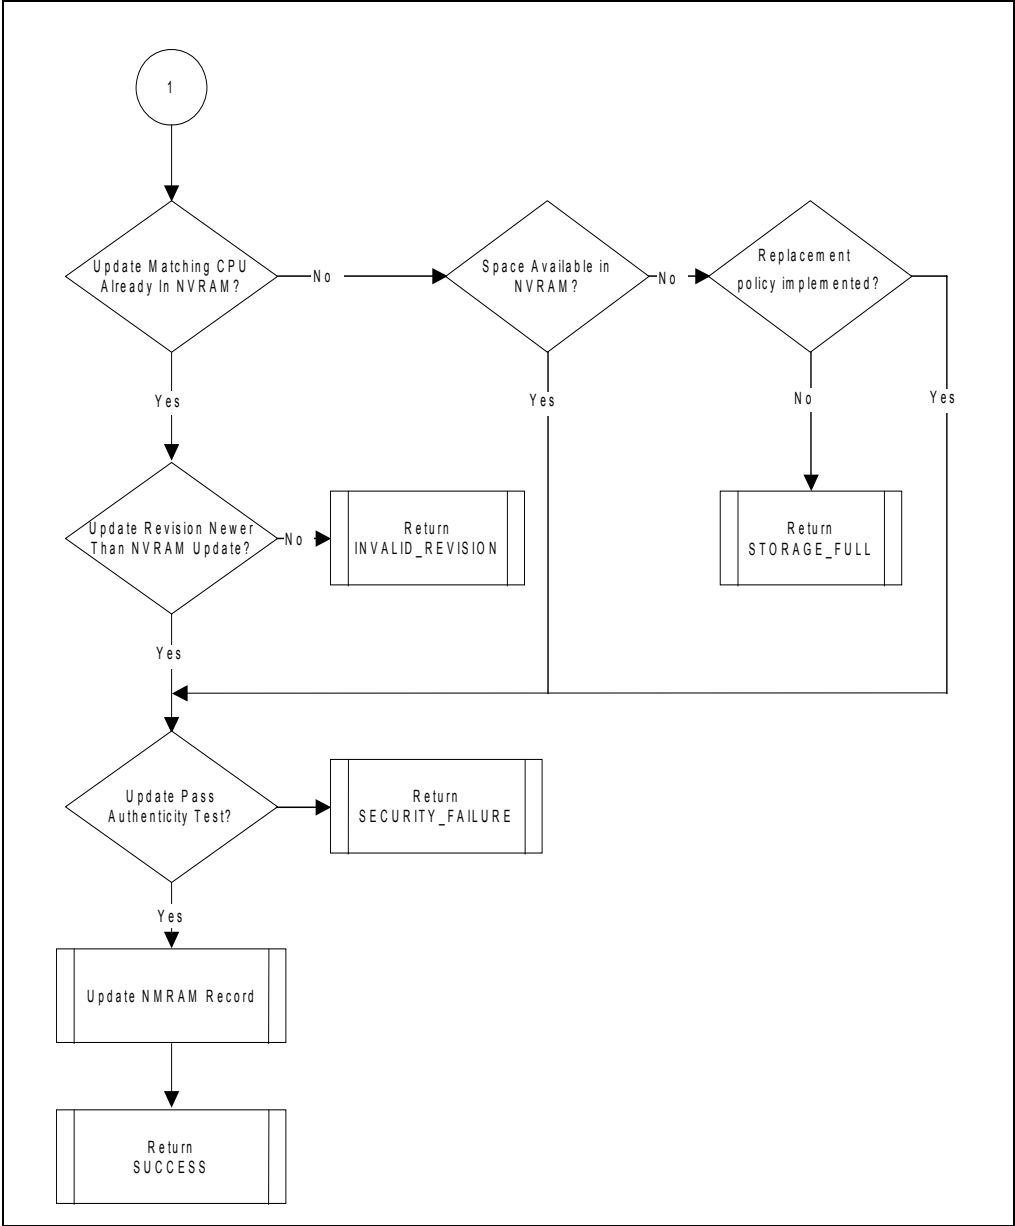 1
Update Matching CPU
Already In NVRAM?
No
Space Available in
NVRAM?
No
Replacement
policy implemented?
Yes
Yes
No
Yes
Update Revision Newer
Than NVRAM Update?
No
Return
INVALID_REVISION
Return
STORAGE_FULL
Yes
Update Pass
Authenticity Test?
Return
SECURITY_FAILURE
Yes
Update NMRAM Record
Return
SUCCESS